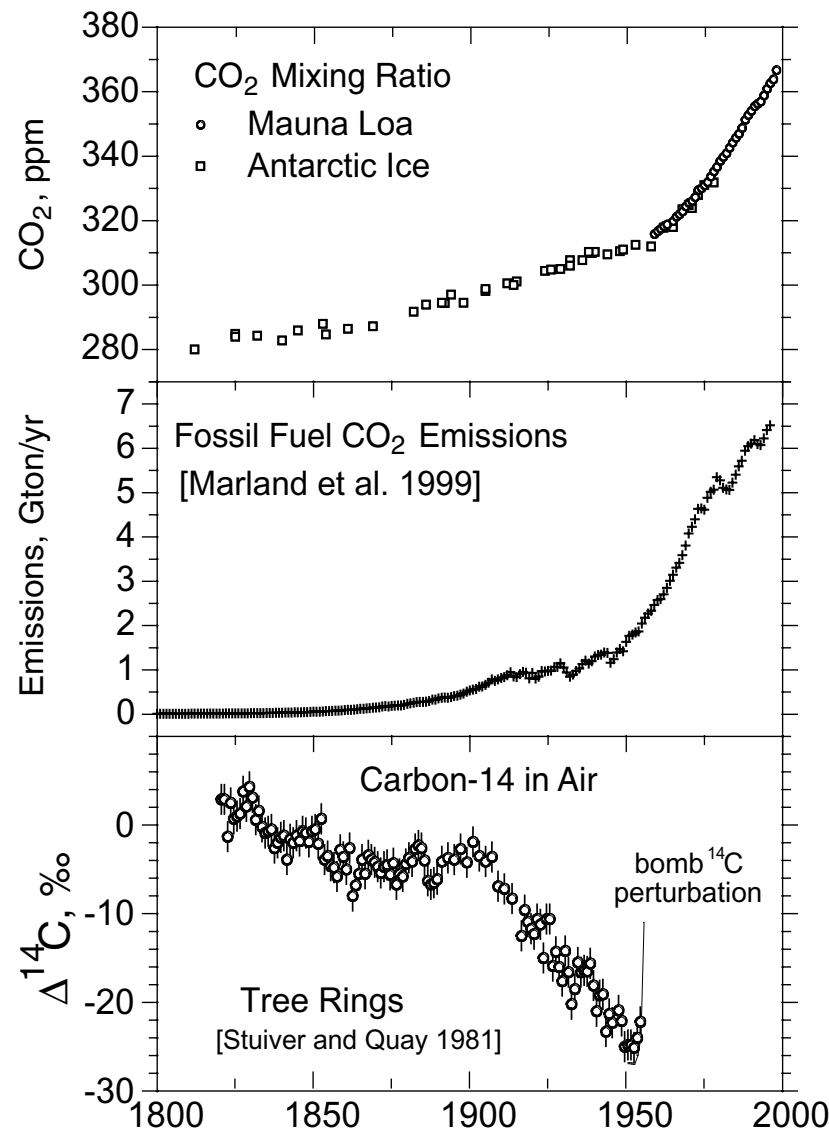 380
CO2 Mixing Ratio
360
Mauna Loa
Antarctic Ice
340
CO2, ppm
320
300
280
7
Fossil Fuel CO2 Emissions
6
[Marland et al. 1999]
5
Emissions, Gton/yr
4
3
2
1
0
Carbon-14 in Air
0
bomb 14C
perturbation
-10
Δ14C, ‰
-20
Tree Rings
[Stuiver and Quay 1981]
-30
1800 1850 1900 1950 2000